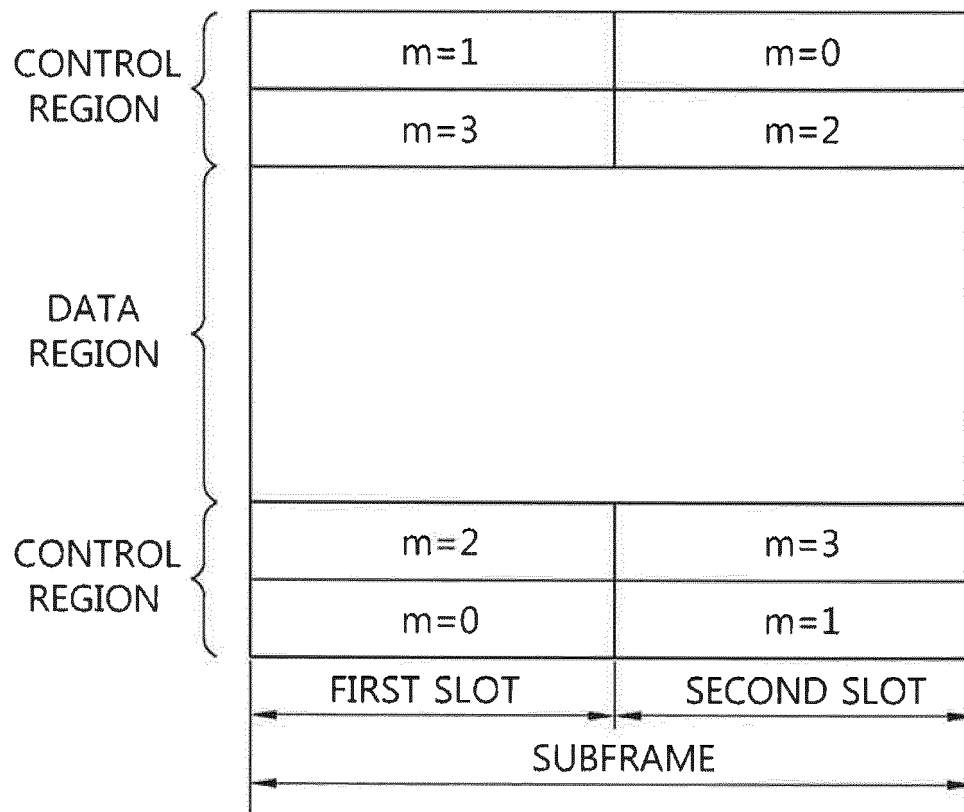 CONTROL
REGION
m=1
m=0
m=3
m=2
DATA
REGION
CONTROL
REGION
m=2
m=3
m=0
m=1
FIRST SLOT
SECOND SLOT
SUBFRAME